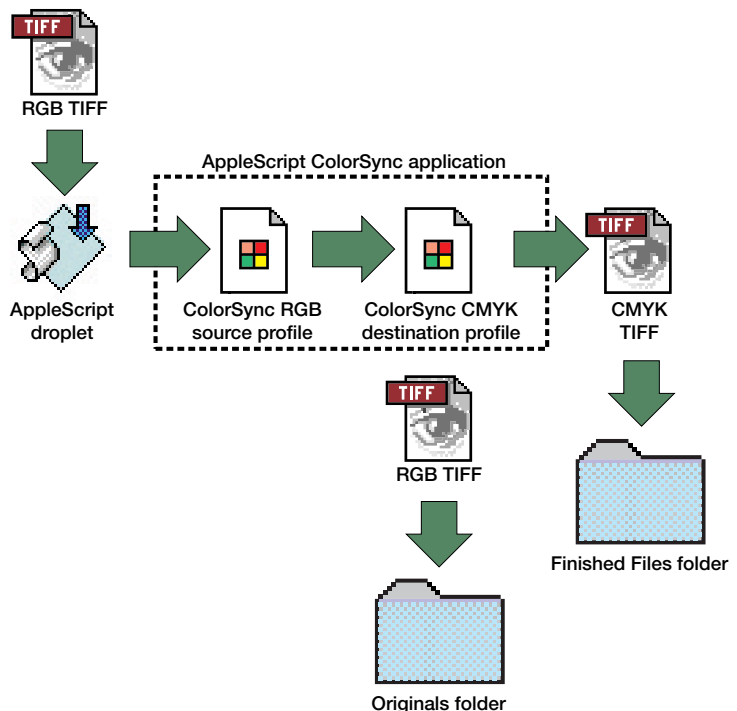 TIFF
RGB TIFF
AppleScript ColorSync application
AppleScript
droplet
ColorSync RGB
source profile
ColorSync CMYK
destination profile
TIFF
CMYK
TIFF
TIFF
RGB TIFF
Finished Files folder
Originals folder